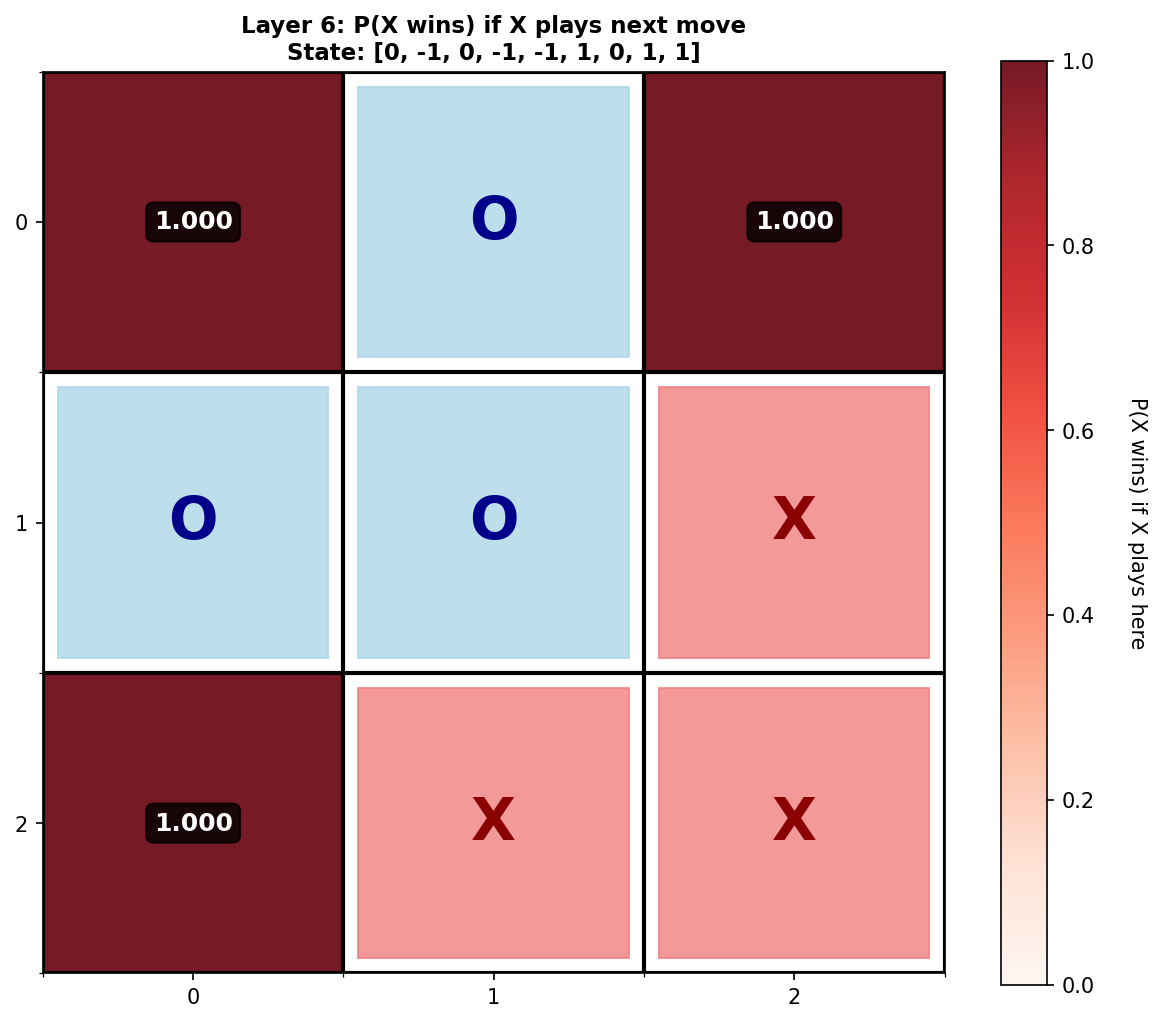 Layer 6: P(X wins) if X plays next move
State: [0, -1, 0, -1, -1, 1, 0, 1, 1]
1.000
O
1.000
O
O
X
1.000
X
X
0
1
2
0
1
2
1.0
0.8
0.6
0.4
0.2
0.0
P(X wins) if X plays here